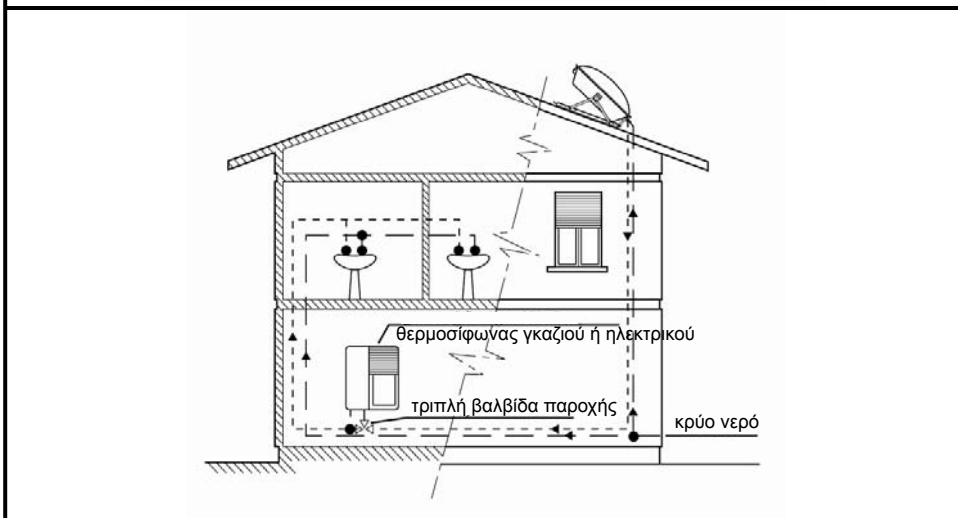 θερμοσίφωνας γκαζιού ή ηλεκτρικού
τριπλή βαλβίδα παροχής
κρύο νερό